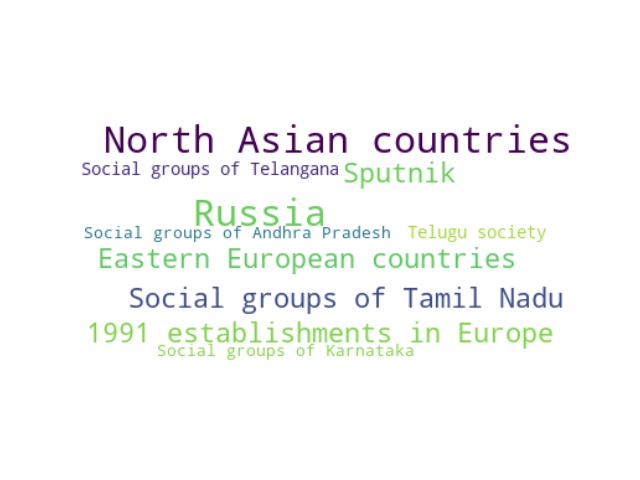 North Asian countries
Social groups of Telangana
Sputnik
Russia
Social groups of Andhra Pradesh
Telugu society
Eastern European countries
Social groups of Tamil Nadu
1991 establishments in Europe
Social groups of Karnataka